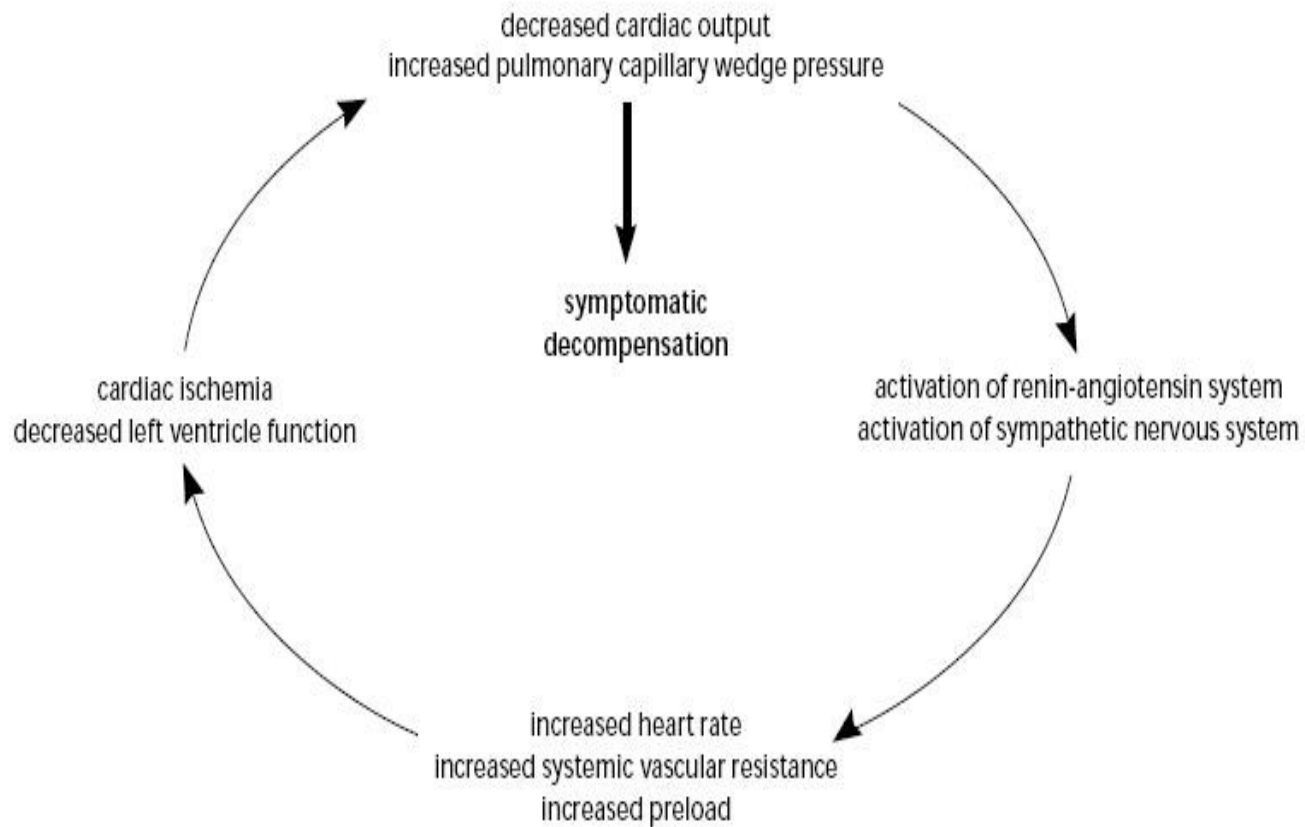 decreased cardiac output
increased pulmonary capillary wedge pressure
symptomatic
decompensation
cardiac ischemia
decreased left ventricle function
activation of renin-angiotensin system
activation of sympathetic nervous system
increased heart rate
increased systemic vascular resistance
increased preload